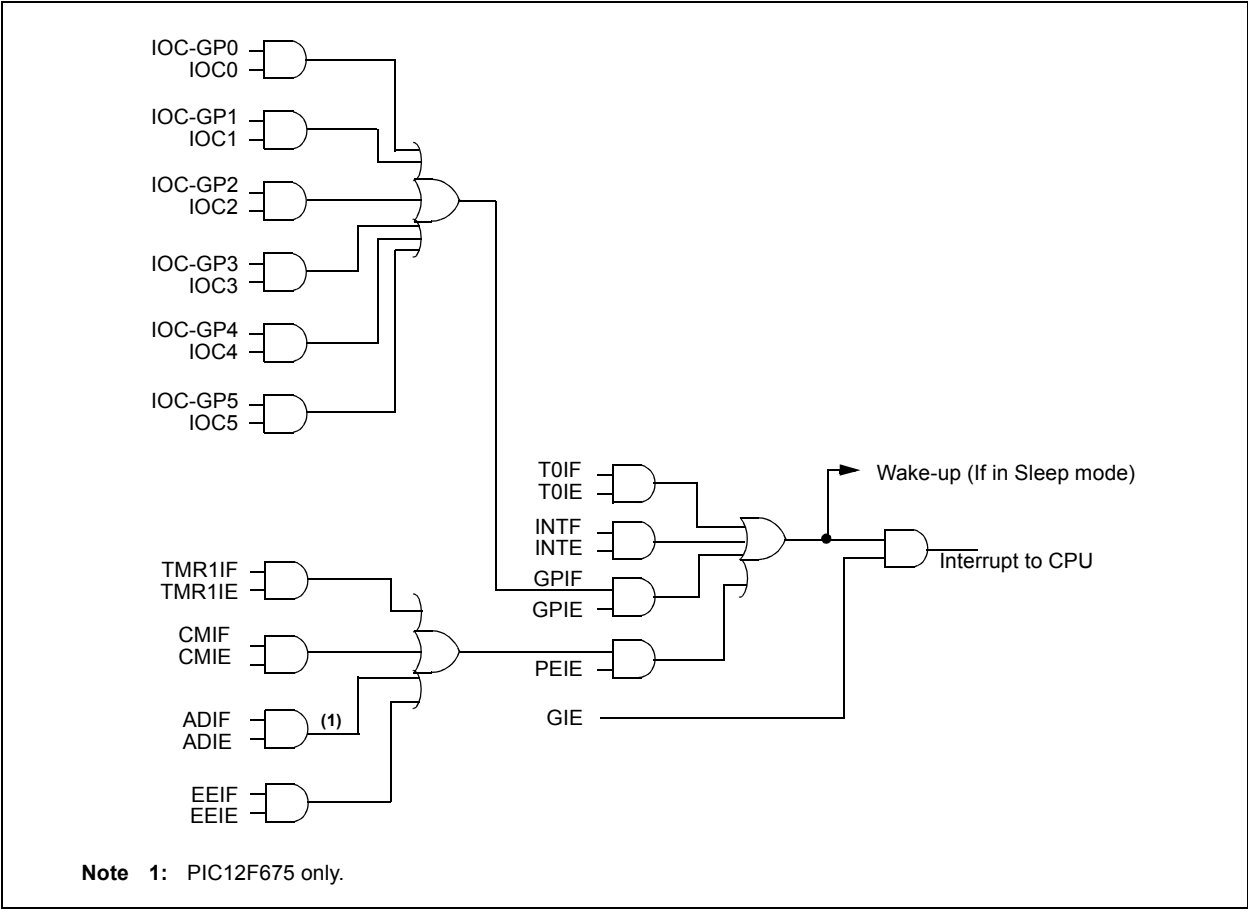 IOC-GP0
IOC0
IOC-GP1
IOC1
IOC-GP2
IOC2
IOC-GP3
IOC3
IOC-GP4
IOC4
IOC-GP5
IOC5
T0IF
T0IE
INTF
INTE
GPIF
GPIE
PEIE
GIE
Wake-up (If in Sleep mode)
Interrupt to CPU
TMR1IF
TMR1IE
CMIF
CMIE
ADIF
ADIE
(1)
EEIF
EEIE
Note 1: PIC12F675 only.